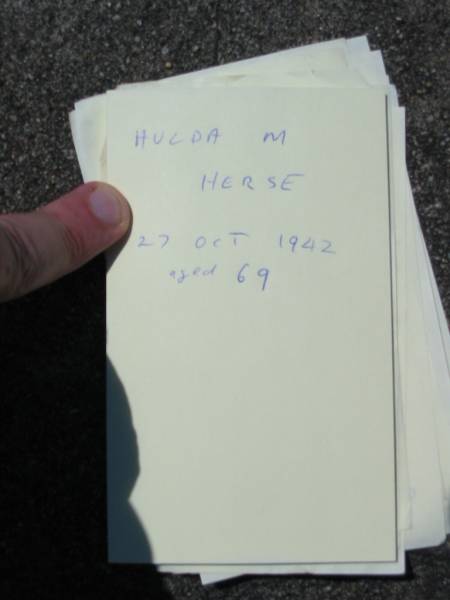 HULDA M
HERSE
27 OCT 1942
aged 69